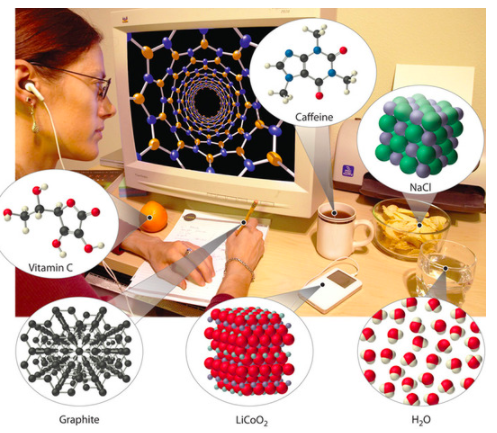 Caffeine
NaCl
Vitamin C
Graphite
LiCoO₂
H₂O